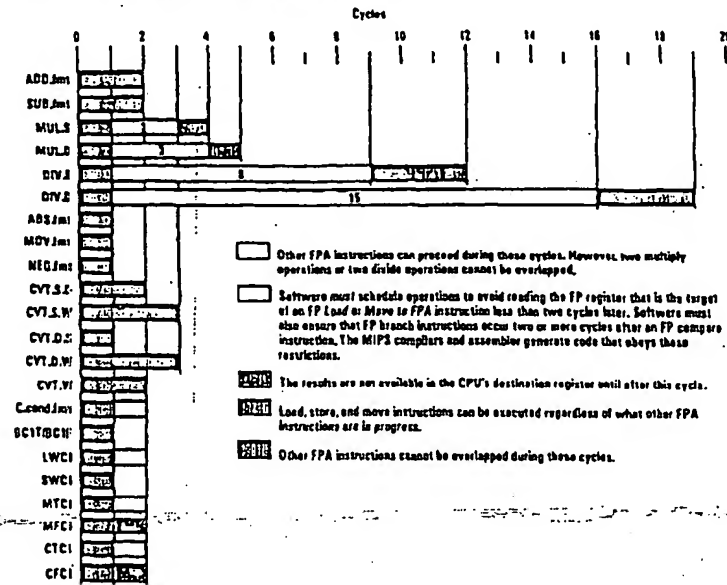 Cycles
0 2 4 6 8 10 12 14 16 18 20
ADD.fmt
SUB.fmt
MUL.S
MUL.D
3
DIV.S
8
DIV.D
15
ABS.fmt
MOV.fmt
NEG.fmt
CVT.S.D
CVT.S.W
CVT.D.S
CVT.D.W
CVT.W
C.cond.fmt
BC1T/BC1F
LWC1
SWC1
MTC1
MFC1
CTC1
CFC1
Other FPA instructions can proceed during these cycles. However, two multiply
operations or two divide operations cannot be overlapped.
Software must schedule operations to avoid reading the FP register that is the target
of an FP Load or Move to FPA instruction less than two cycles later. Software must
also ensure that FP branch instructions occur two or more cycles after an FP compare
instruction. The MIPS compilers and assembler generate code that obeys these
restrictions.
The results are not available in the CPU's destination register until after this cycle.
Load, store, and move instructions can be executed regardless of what other FPA
instructions are in progress.
Other FPA instructions cannot be overlapped during these cycles.